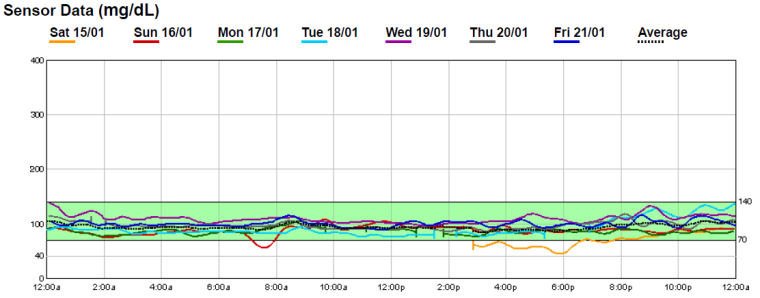 Sensor Data (mg/dL)
Sat 15/01 Sun 16/01 Mon 17/01 Tue 18/01 Wed 19/01 Thu 20/01 Fri 21/01 Average
400
300
200
140
100
70
40
0
12:00a 2:00a 4:00a 6:00a 8:00a 10:00a 12:00p 2:00p 4:00p 6:00p 8:00p 10:00p 12:00a